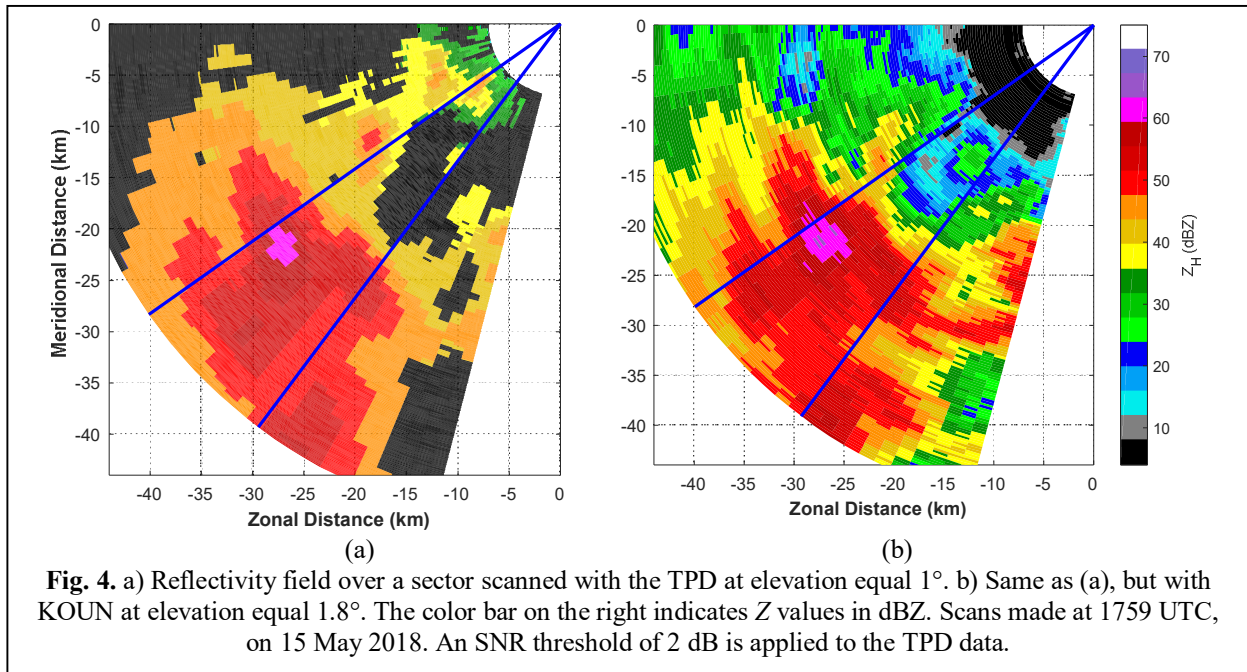 0
-5
-10
-15
-20
-25
-30
-35
-40
Meridional Distance (km)
-40 -35 -30 -25 -20 -15 -10 -5 0
Zonal Distance (km)
(a)
0
-5
-10
-15
-20
-25
-30
-35
-40
-40 -35 -30 -25 -20 -15 -10 -5 0
Zonal Distance (km)
(b)
70
60
50
40
30
20
10
Z_H (dBZ)
Fig. 4. a) Reflectivity field over a sector scanned with the TPD at elevation equal 1°. b) Same as (a), but with
KOUN at elevation equal 1.8°. The color bar on the right indicates Z values in dBZ. Scans made at 1759 UTC,
on 15 May 2018. An SNR threshold of 2 dB is applied to the TPD data.